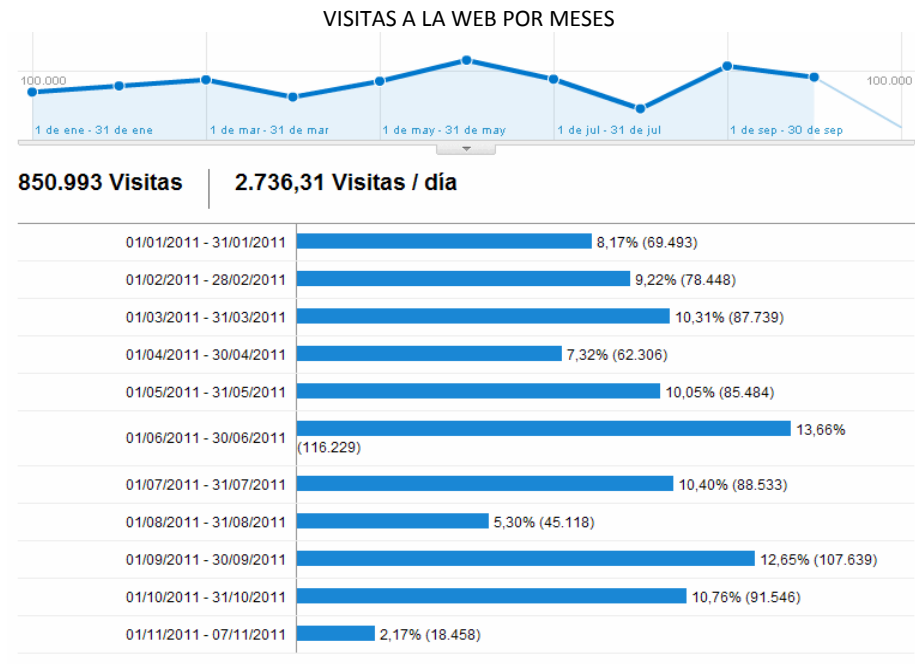 VISITAS A LA WEB POR MESES
100.000
100.000
1 de ene - 31 de ene
1 de mar - 31 de mar
1 de may - 31 de may
1 de jul - 31 de jul
1 de sep - 30 de sep
850.993 Visitas
2.736,31 Visitas / día
01/01/2011 - 31/01/2011 8,17% (69.493)
01/02/2011 - 28/02/2011 9,22% (78.448)
01/03/2011 - 31/03/2011 10,31% (87.739)
01/04/2011 - 30/04/2011 7,32% (62.306)
01/05/2011 - 31/05/2011 10,05% (85.484)
01/06/2011 - 30/06/2011 13,66%
(116.229)
01/07/2011 - 31/07/2011 10,40% (88.533)
01/08/2011 - 31/08/2011 5,30% (45.118)
01/09/2011 - 30/09/2011 12,65% (107.639)
01/10/2011 - 31/10/2011 10,76% (91.546)
01/11/2011 - 07/11/2011 2,17% (18.458)